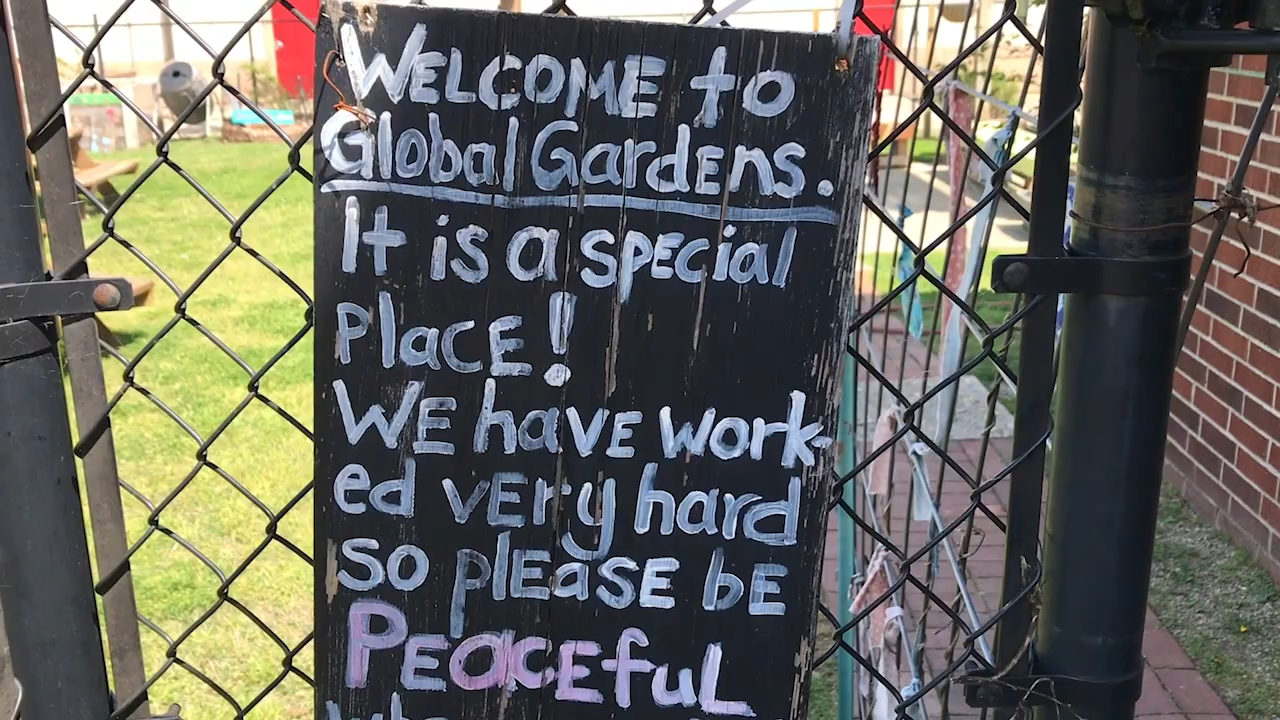 WELCOME to
Global Gardens.
It is a special
Place!
WE have work-
ed very hard
so please be
Peaceful